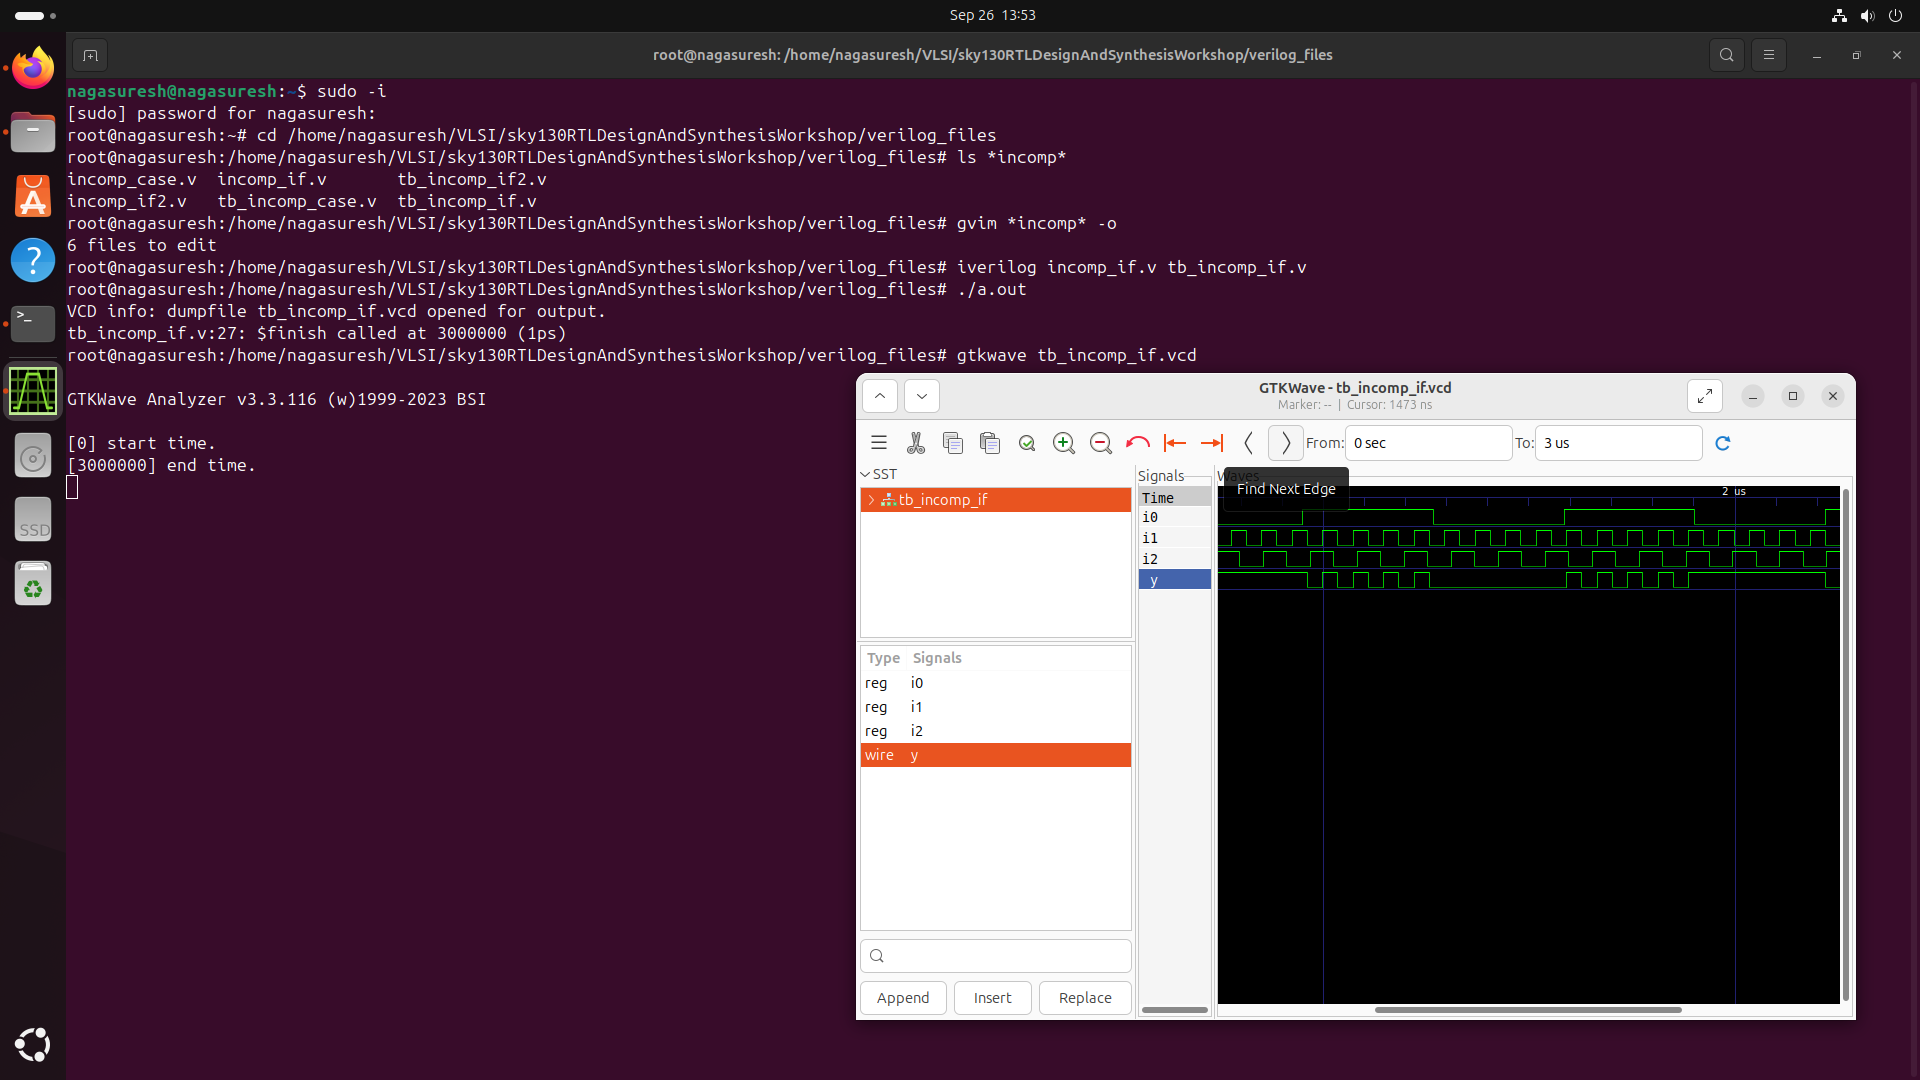 Sep 26 13:53
root@nagasuresh: /home/nagasuresh/VLSI/sky130RTLDesignAndSynthesisWorkshop/verilog_files
nagasuresh@nagasuresh:~$ sudo -i
[sudo] password for nagasuresh:
root@nagasuresh:~# cd /home/nagasuresh/VLSI/sky130RTLDesignAndSynthesisWorkshop/verilog_files
root@nagasuresh:/home/nagasuresh/VLSI/sky130RTLDesignAndSynthesisWorkshop/verilog_files# ls *incomp*
incomp_case.v  incomp_if.v       tb_incomp_if2.v
incomp_if2.v   tb_incomp_case.v  tb_incomp_if.v
root@nagasuresh:/home/nagasuresh/VLSI/sky130RTLDesignAndSynthesisWorkshop/verilog_files# gvim *incomp* -o
6 files to edit
root@nagasuresh:/home/nagasuresh/VLSI/sky130RTLDesignAndSynthesisWorkshop/verilog_files# iverilog incomp_if.v tb_incomp_if.v
root@nagasuresh:/home/nagasuresh/VLSI/sky130RTLDesignAndSynthesisWorkshop/verilog_files# ./a.out
VCD info: dumpfile tb_incomp_if.vcd opened for output.
tb_incomp_if.v:27: $finish called at 3000000 (1ps)
root@nagasuresh:/home/nagasuresh/VLSI/sky130RTLDesignAndSynthesisWorkshop/verilog_files# gtkwave tb_incomp_if.vcd
GTKWave Analyzer v3.3.116 (w)1999-2023 BSI
[0] start time.
[3000000] end time.
SSD
GTKWave - tb_incomp_if.vcd
Marker: -- | Cursor: 1473 ns
From: 0 sec To: 3 us
SST
tb_incomp_if
Type Signals
reg i0
reg i1
reg i2
wire y
Append Insert Replace
Signals
Time
i0
i1
i2
y
Waves
Find Next Edge
2 us